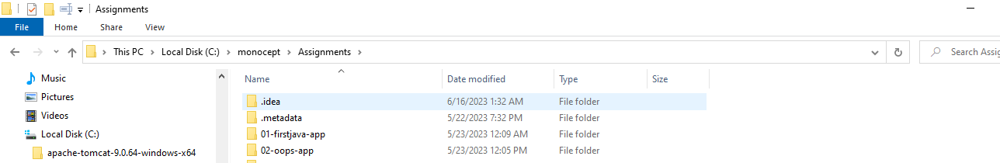 Assignments
File Home Share View
This PC Local Disk (C:) monocept Assignments Search Assig
Music
Pictures
Videos
Local Disk (C:)
apache-tomcat-9.0.64-windows-x64
Name Date modified Type Size
.idea 6/16/2023 1:32 AM File folder
.metadata 5/22/2023 7:32 PM File folder
01-firstjava-app 5/23/2023 12:09 AM File folder
02-oops-app 5/23/2023 12:05 PM File folder